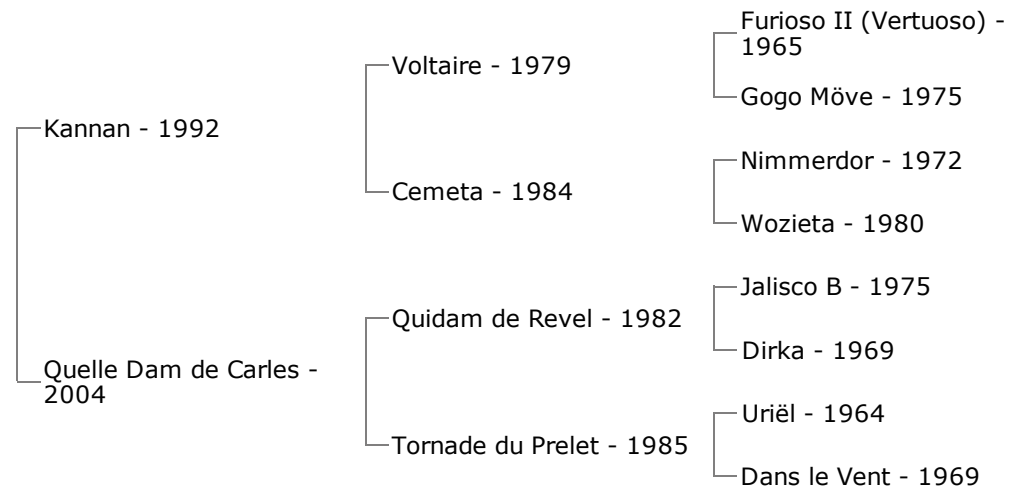 Furioso II (Vertuoso) -
1965
Voltaire - 1979
Gogo Möve - 1975
Kannan - 1992
Nimmerdor - 1972
Cemeta - 1984
Wozieta - 1980
Jalisco B - 1975
Quidam de Revel - 1982
Dirka - 1969
Quelle Dam de Carles -
2004
Uriël - 1964
Tornade du Prelet - 1985
Dans le Vent - 1969